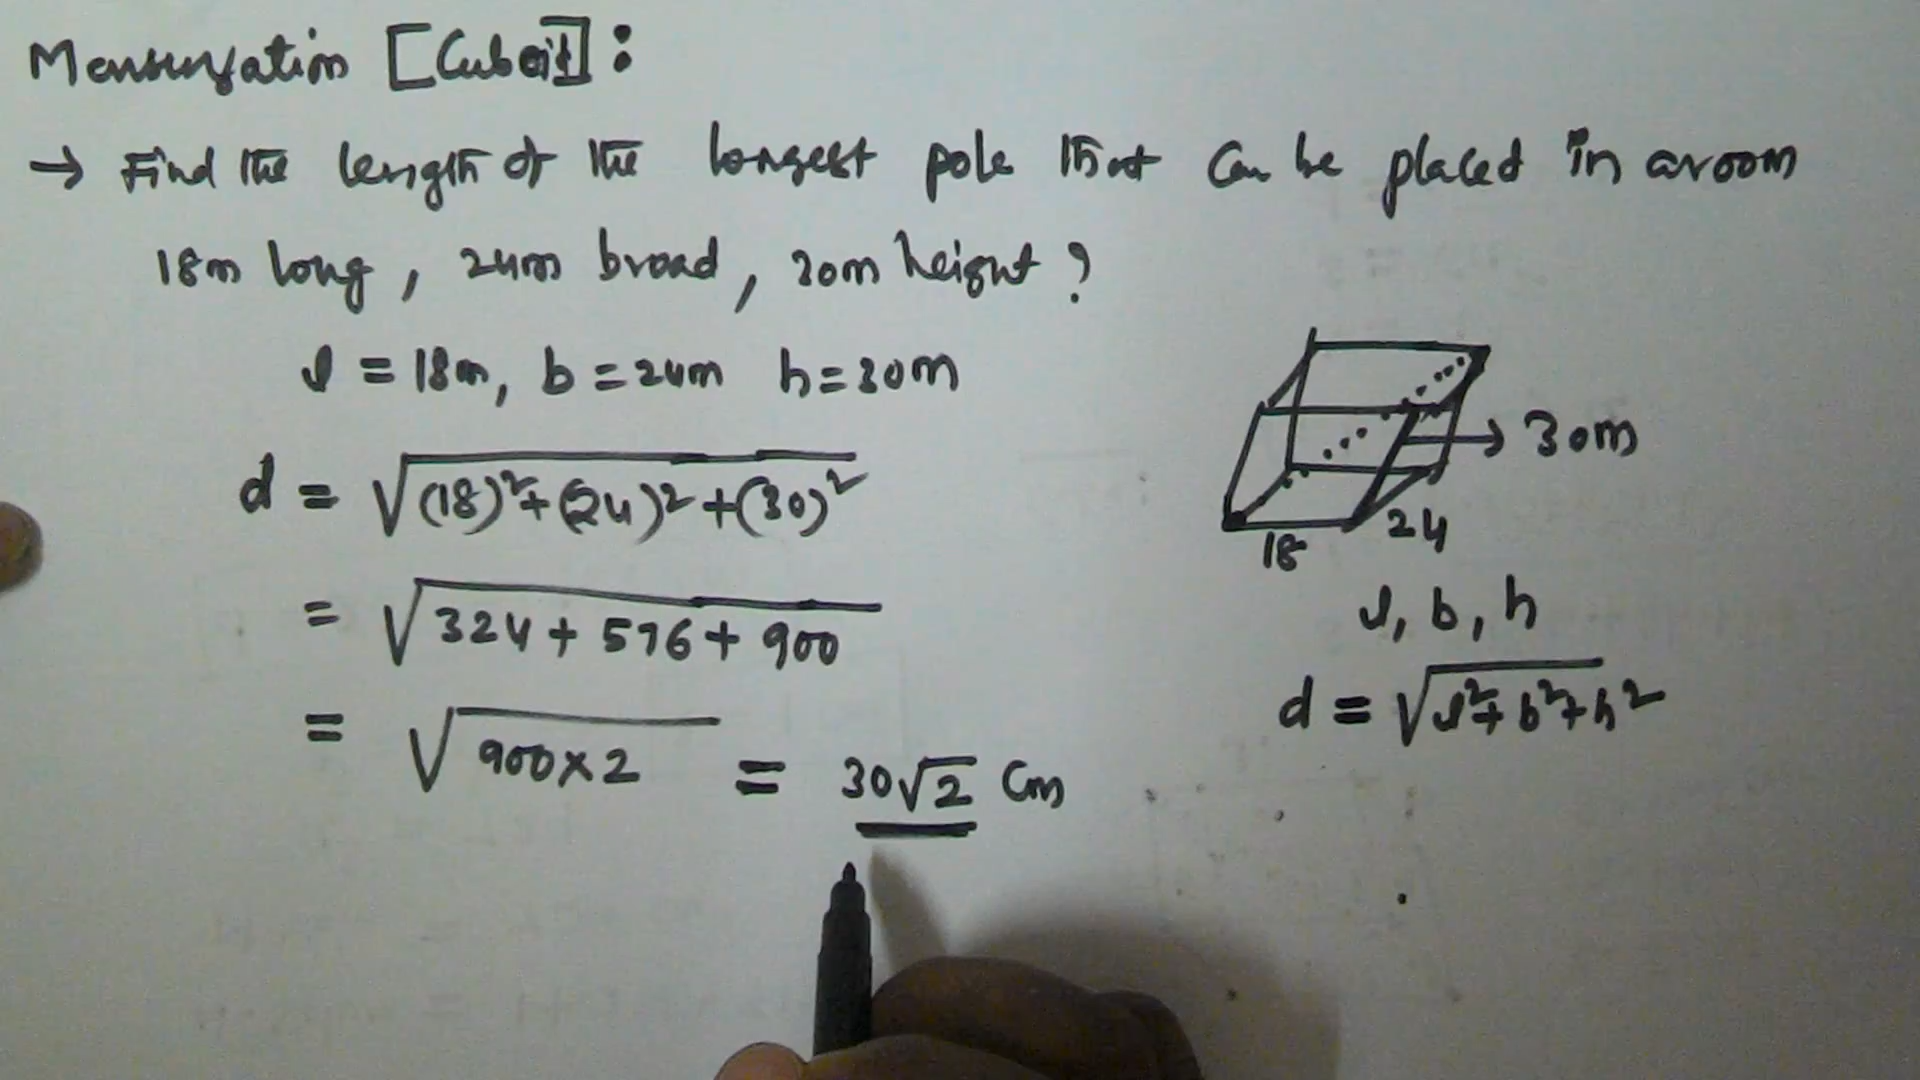 Mensuration [Cuboid]:
→ Find the length of the longest pole that can be placed in a room
18m long, 24m broad, 30m height?
l = 18m, b = 24m h = 30m
d = √(18)²+(24)²+(30)²
= √324+576+900
= √900×2 = 30√2 Cm
30m
18 24
l, b, h
d = √l²+b²+h²